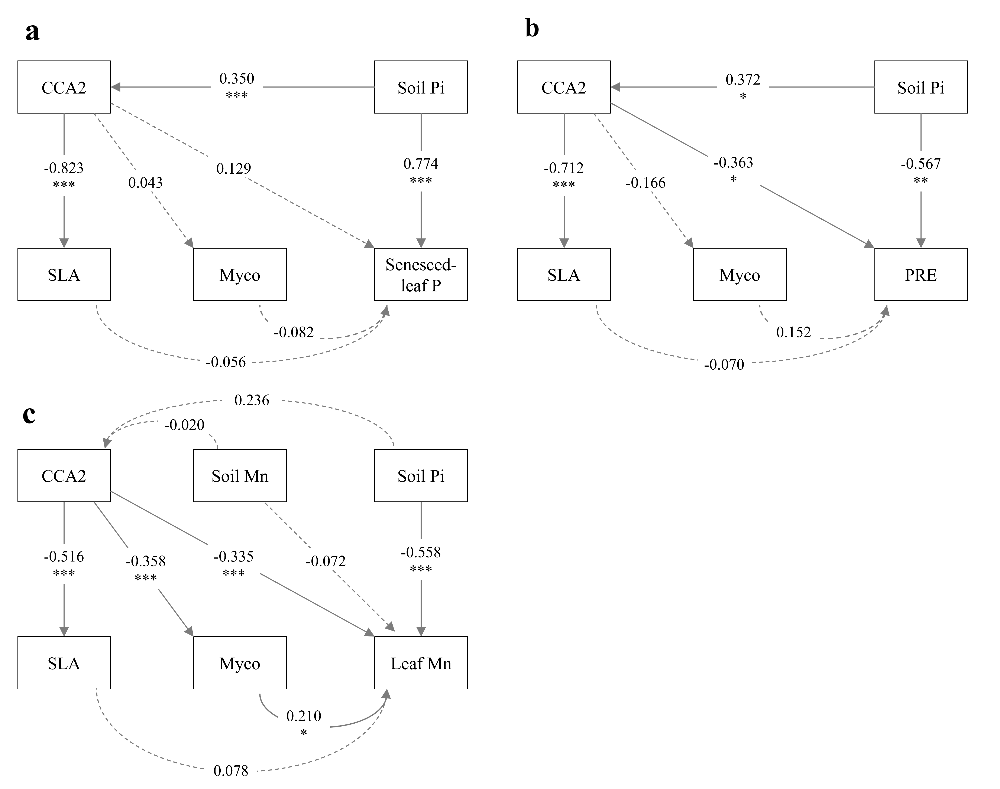 a
CCA2
0.350
***
Soil Pi
-0.823
***
0.043
0.129
0.774
***
SLA
Myco
Senesced-
leaf P
-0.082
-0.056
b
CCA2
0.372
*
Soil Pi
-0.712
***
-0.166
-0.363
*
-0.567
**
SLA
Myco
PRE
0.152
-0.070
c
0.236
-0.020
CCA2
Soil Mn
Soil Pi
-0.516
***
-0.358
***
-0.335
***
-0.072
-0.558
***
SLA
Myco
Leaf Mn
0.210
*
0.078